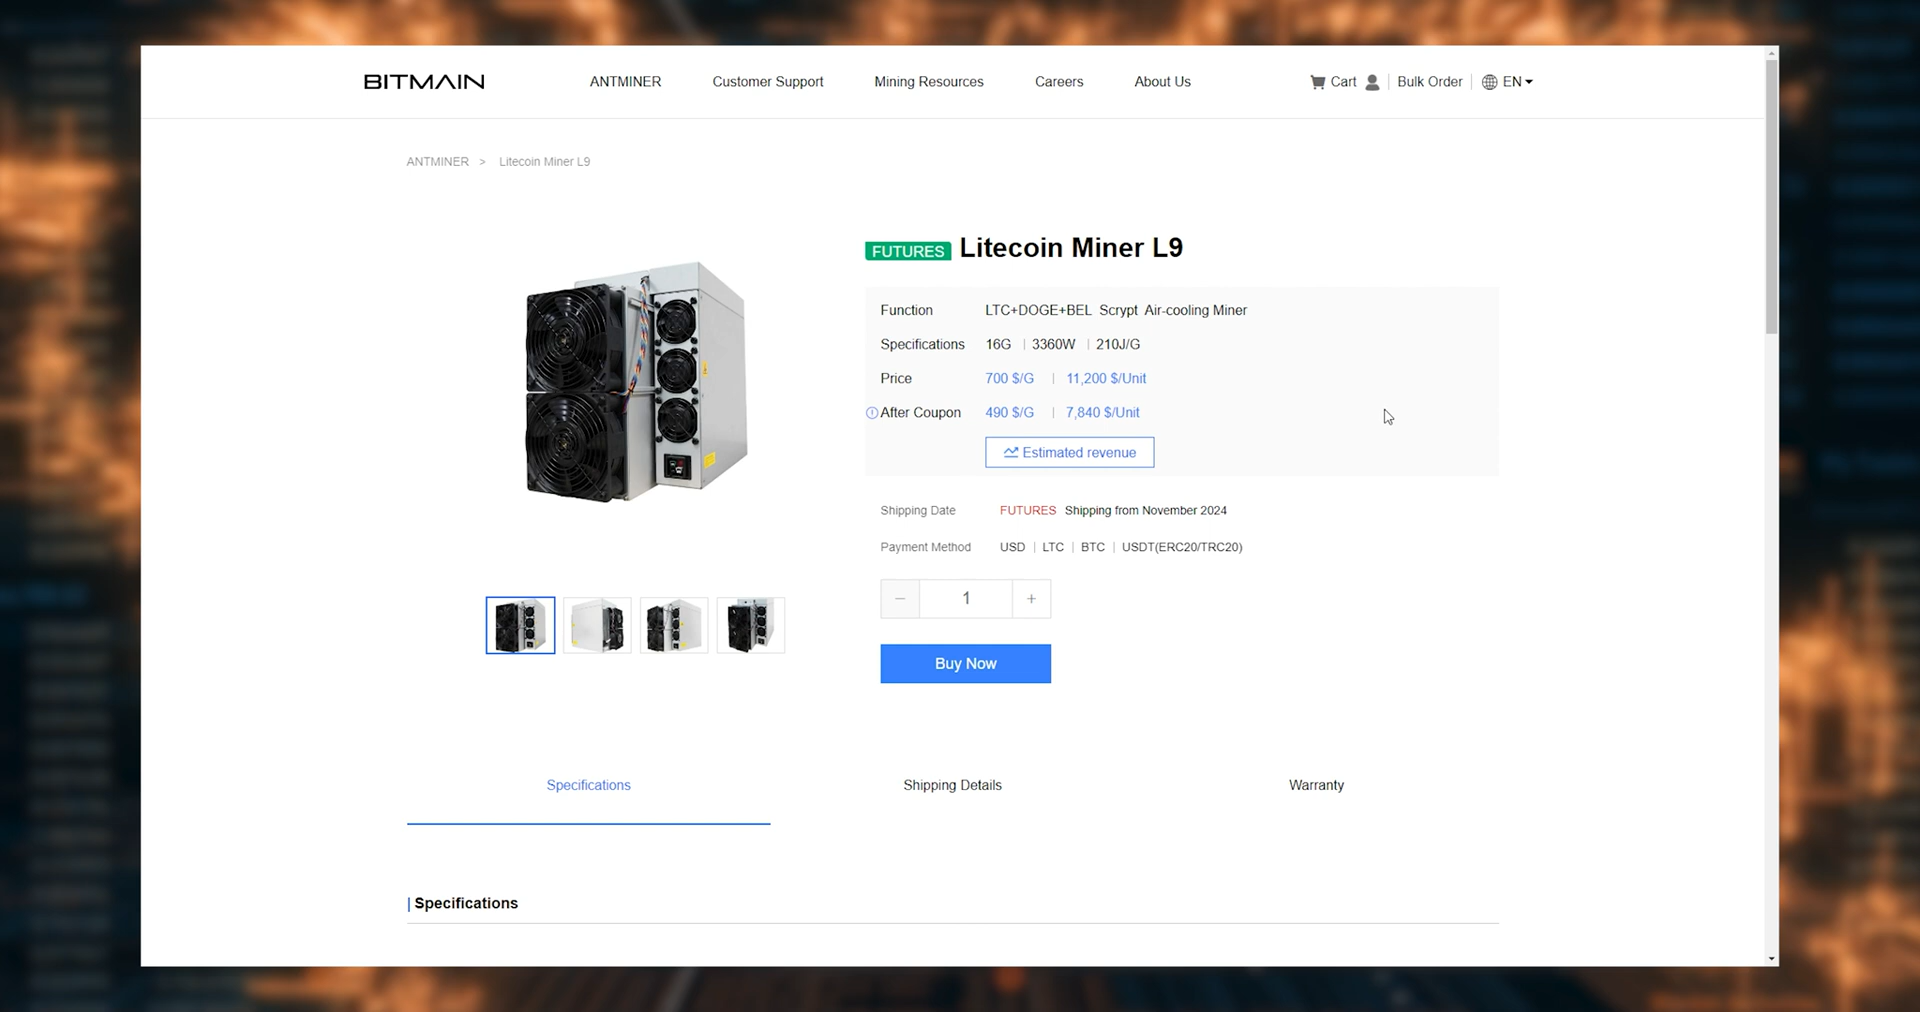 BITMAIN ANTMINER Customer Support Mining Resources Careers About Us Cart Bulk Order EN
ANTMINER > Litecoin Miner L9
FUTURES Litecoin Miner L9
Function LTC+DOGE+BEL Scrypt Air-cooling Miner
Specifications 16G | 3360W | 210J/G
Price 700 $/G | 11,200 $/Unit
After Coupon 490 $/G | 7,840 $/Unit
Estimated revenue
Shipping Date FUTURES Shipping from November 2024
Payment Method USD | LTC | BTC | USDT(ERC20/TRC20)
− 1 +
Buy Now
Specifications Shipping Details Warranty
Specifications